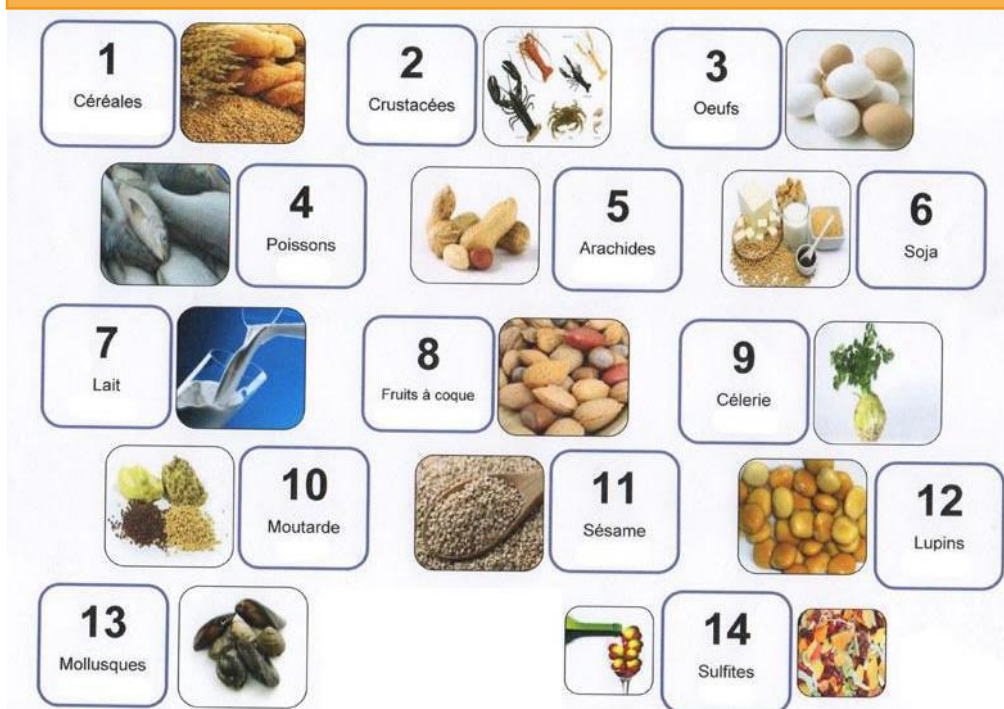 1
Céréales
2
Crustacées
3
Oeufs
4
Poissons
5
Arachides
6
Soja
7
Lait
8
Fruits à coque
9
Célerie
10
Moutarde
11
Sésame
12
Lupins
13
Mollusques
14
Sulfites